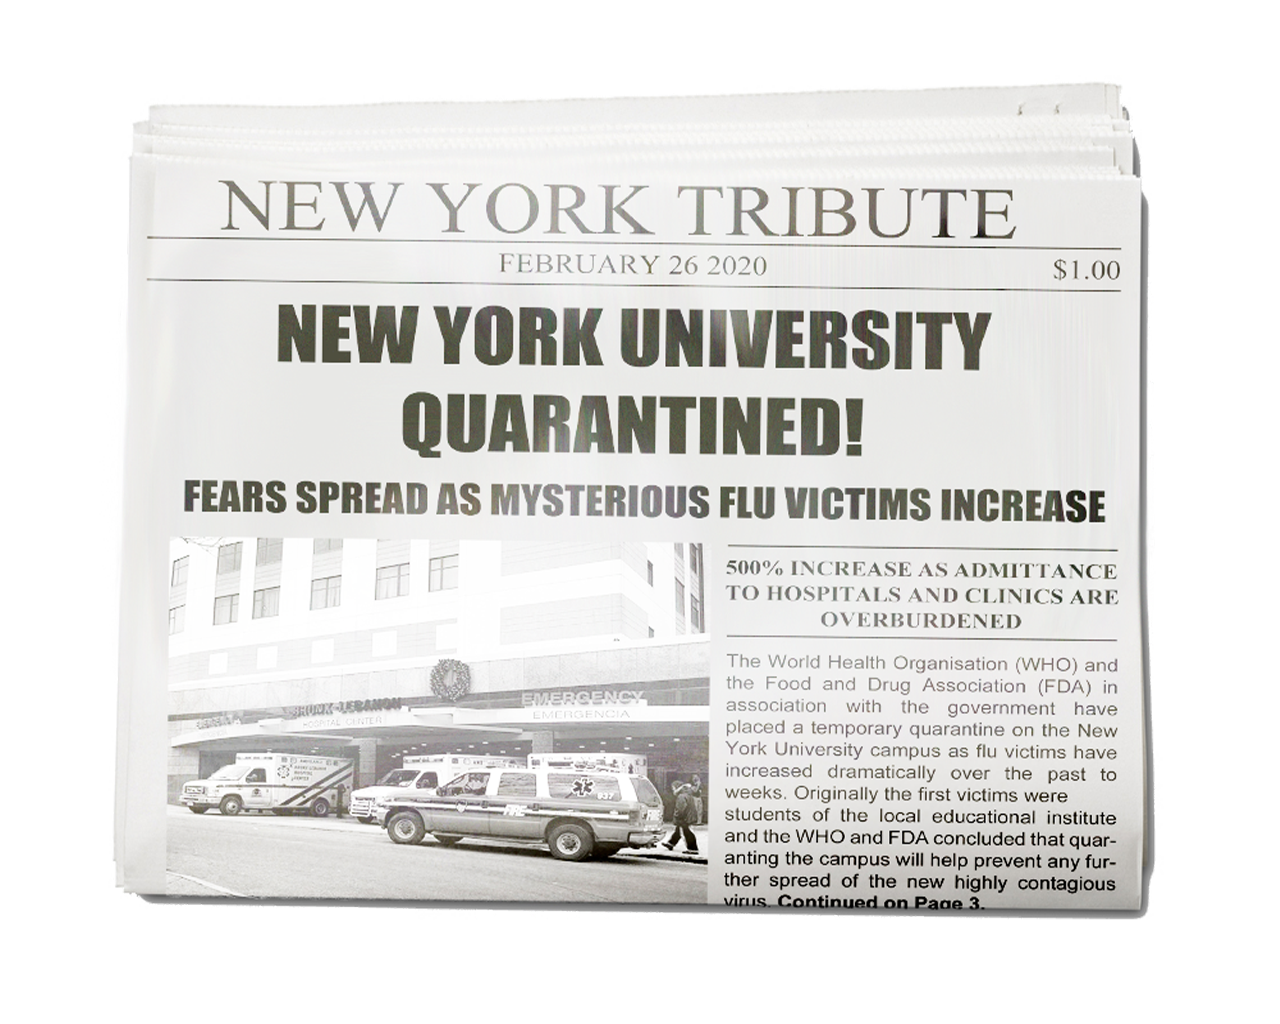 NEW YORK TRIBUTE
FEBRUARY 26 2020
$1.00
NEW YORK UNIVERSITY
QUARANTINED!
FEARS SPREAD AS MYSTERIOUS FLU VICTIMS INCREASE
500% INCREASE AS ADMITTANCE
TO HOSPITALS AND CLINICS ARE
OVERBURDENED
The World Health Organisation (WHO) and
the Food and Drug Association (FDA) in
association with the government have
placed a temporary quarantine on the New
York University campus as flu victims have
increased dramatically over the past to
weeks. Originally the first victims were
students of the local educational institute
and the WHO and FDA concluded that quar-
anting the campus will help prevent any fur-
ther spread of the new highly contagious
virus. Continued on Page 3.
LEBANON
HOSPITAL CENTER
EMERGENCY
EMERGENCIA
937